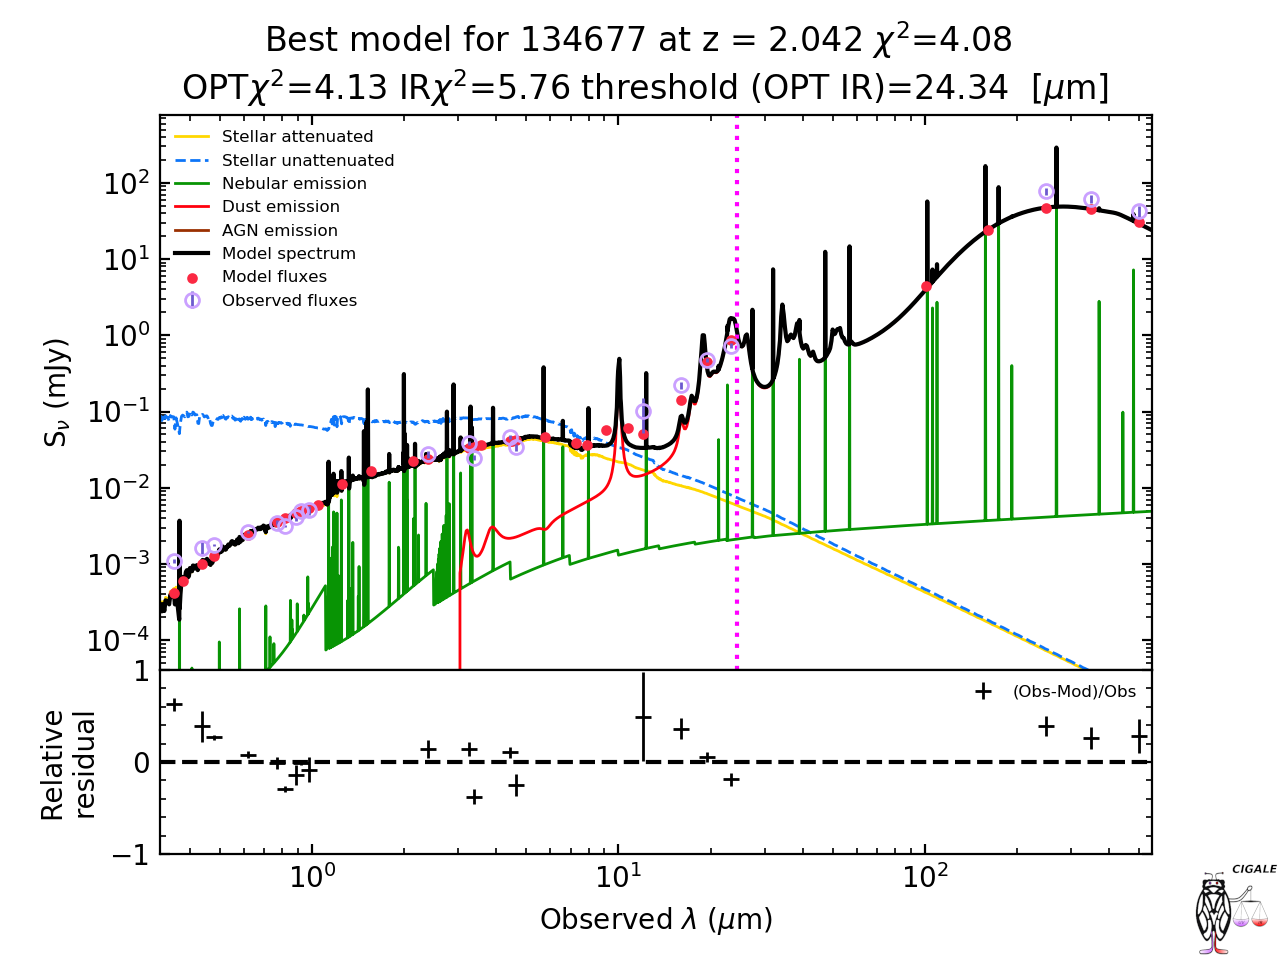 Best model for 134677 at z = 2.042 χ²=4.08
OPTχ²=4.13 IRχ²=5.76 threshold (OPT IR)=24.34 [μm]
Stellar attenuated
Stellar unattenuated
Nebular emission
Dust emission
AGN emission
Model spectrum
Model fluxes
Observed fluxes
10²
10¹
10⁰
10⁻¹
10⁻²
10⁻³
10⁻⁴
S_ν (mJy)
1
0
−1
Relative
residual
(Obs-Mod)/Obs
10⁰ 10¹ 10²
Observed λ (μm)
CIGALE